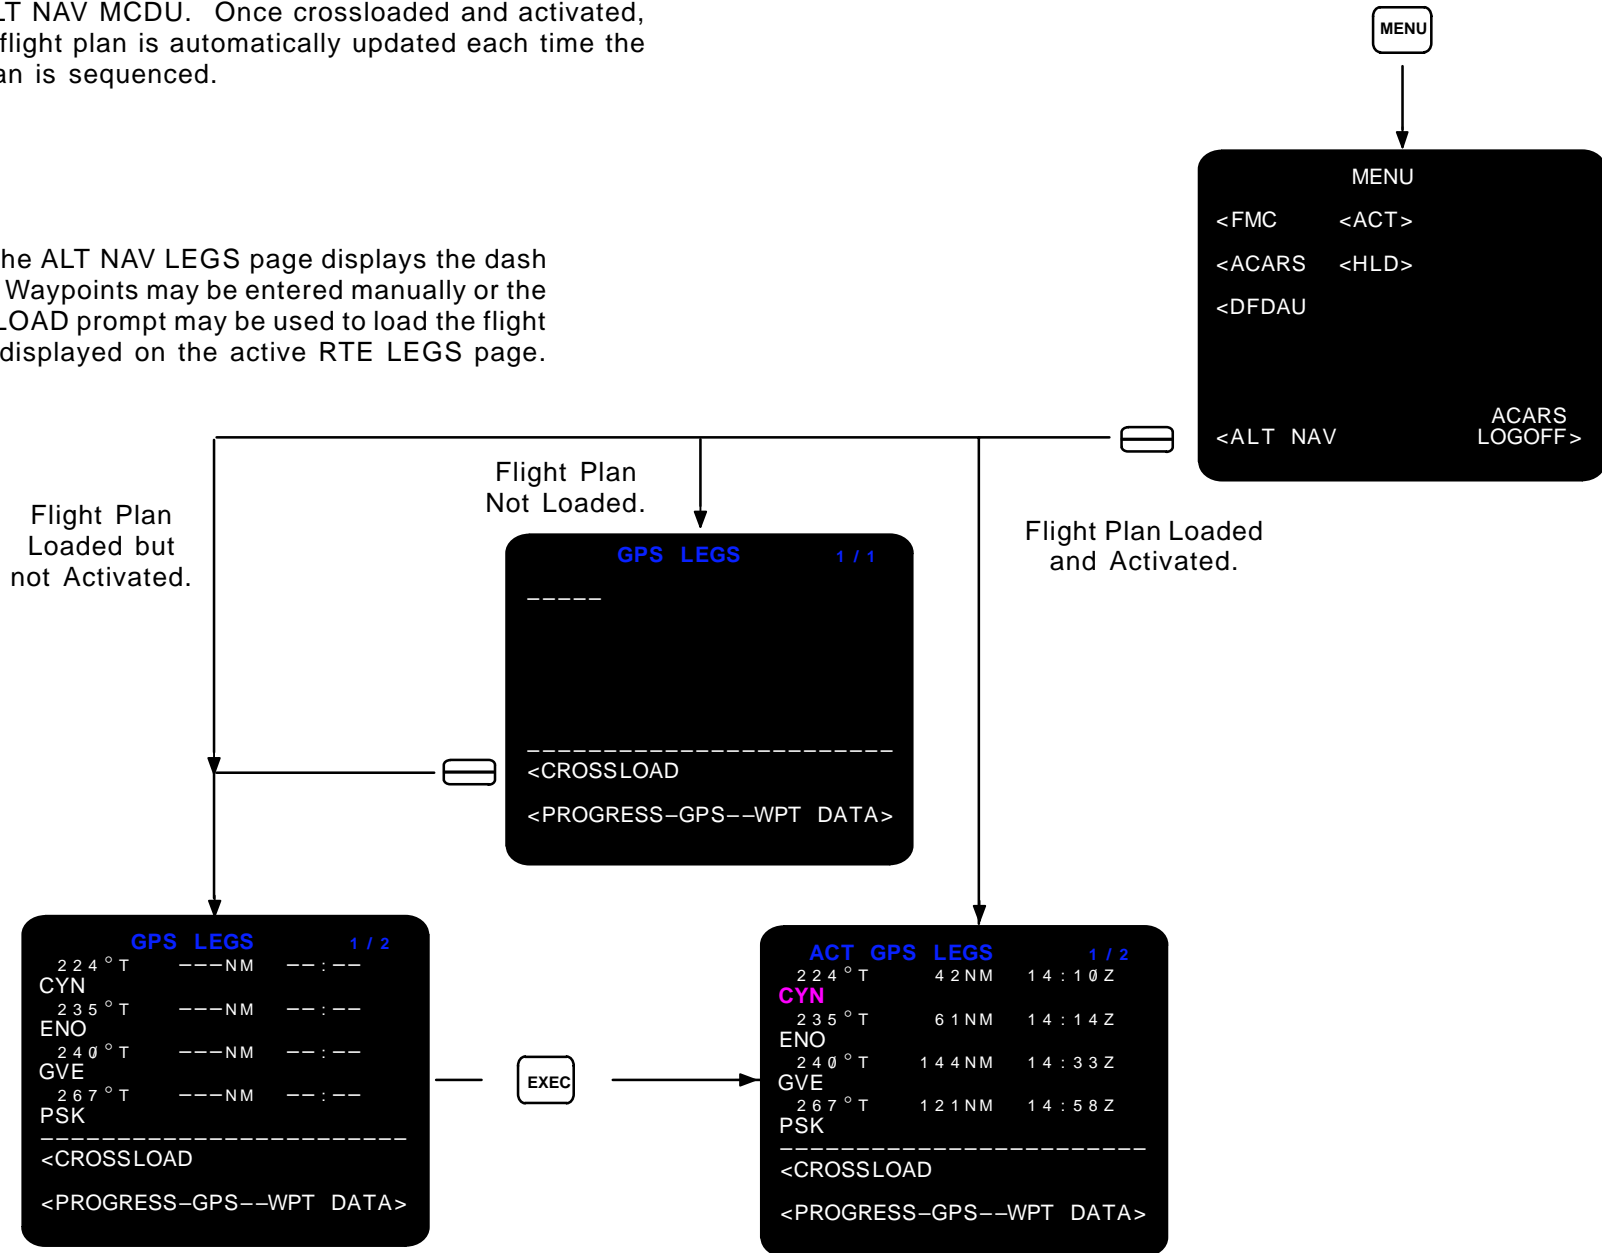 LT NAV MCDU. Once crossloaded and activated,
flight plan is automatically updated each time the
an is sequenced.
MENU
MENU
<FMC <ACT>
<ACARS <HLD>
<DFDAU
ACARS
<ALT NAV LOGOFF>
he ALT NAV LEGS page displays the dash
Waypoints may be entered manually or the
LOAD prompt may be used to load the flight
displayed on the active RTE LEGS page.
Flight Plan
Loaded but
not Activated.
Flight Plan
Not Loaded.
Flight Plan Loaded
and Activated.
GPS LEGS 1/1
-----
------------------------
<CROSSLOAD
<PROGRESS-GPS--WPT DATA>
GPS LEGS 1/2
224°T ---NM --:--
CYN
235°T ---NM --:--
ENO
240°T ---NM --:--
GVE
267°T ---NM --:--
PSK
------------------------
<CROSSLOAD
<PROGRESS-GPS--WPT DATA>
EXEC
ACT GPS LEGS 1/2
224°T 42NM 14:10Z
CYN
235°T 61NM 14:14Z
ENO
240°T 144NM 14:33Z
GVE
267°T 121NM 14:58Z
PSK
------------------------
<CROSSLOAD
<PROGRESS-GPS--WPT DATA>